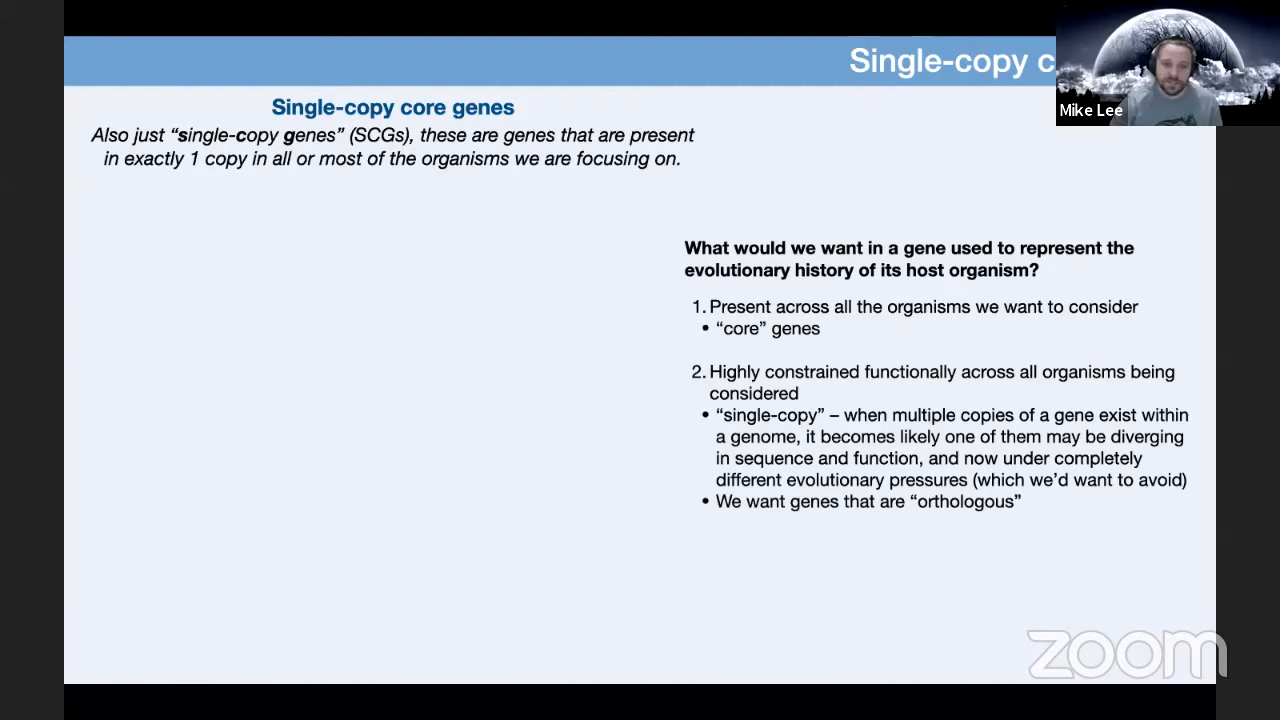 Single-copy c
Mike Lee
Single-copy core genes
Also just “single-copy genes” (SCGs), these are genes that are present
in exactly 1 copy in all or most of the organisms we are focusing on.
What would we want in a gene used to represent the
evolutionary history of its host organism?
1. Present across all the organisms we want to consider
• “core” genes
2. Highly constrained functionally across all organisms being
considered
• “single-copy” – when multiple copies of a gene exist within
a genome, it becomes likely one of them may be diverging
in sequence and function, and now under completely
different evolutionary pressures (which we’d want to avoid)
• We want genes that are “orthologous”
zoom